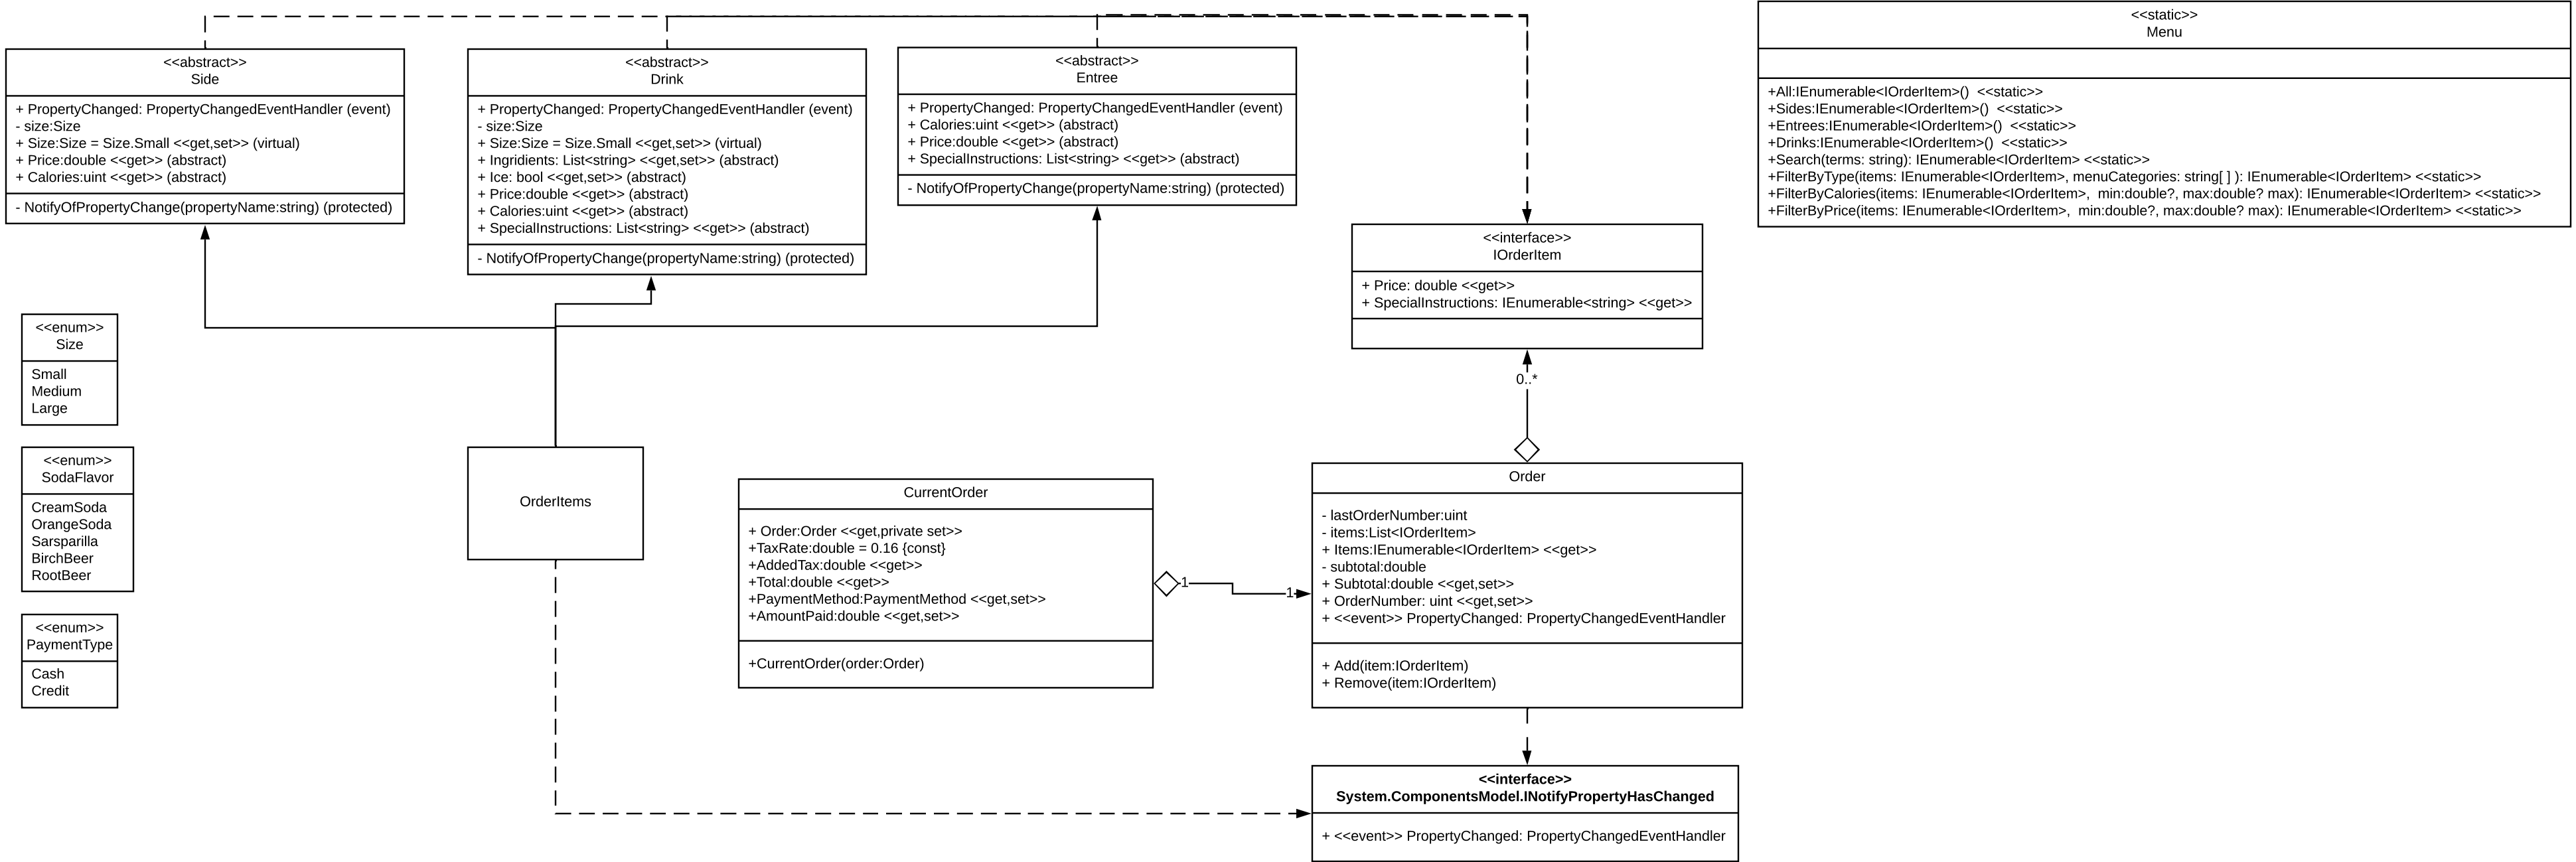 <<abstract>>
Side
+ PropertyChanged: PropertyChangedEventHandler (event)
- size:Size
+ Size:Size = Size.Small <<get,set>> (virtual)
+ Price:double <<get>> (abstract)
+ Calories:uint <<get>> (abstract)
- NotifyOfPropertyChange(propertyName:string) (protected)
<<abstract>>
Drink
+ PropertyChanged: PropertyChangedEventHandler (event)
- size:Size
+ Size:Size = Size.Small <<get,set>> (virtual)
+ Ingridients: List<string> <<get,set>> (abstract)
+ Ice: bool <<get,set>> (abstract)
+ Price:double <<get>> (abstract)
+ Calories:uint <<get>> (abstract)
+ SpecialInstructions: List<string> <<get>> (abstract)
- NotifyOfPropertyChange(propertyName:string) (protected)
<<abstract>>
Entree
+ PropertyChanged: PropertyChangedEventHandler (event)
+ Calories:uint <<get>> (abstract)
+ Price:double <<get>> (abstract)
+ SpecialInstructions: List<string> <<get>> (abstract)
- NotifyOfPropertyChange(propertyName:string) (protected)
<<static>>
Menu
+All:IEnumerable<IOrderItem>()  <<static>>
+Sides:IEnumerable<IOrderItem>()  <<static>>
+Entrees:IEnumerable<IOrderItem>()  <<static>>
+Drinks:IEnumerable<IOrderItem>()  <<static>>
+Search(terms: string): IEnumerable<IOrderItem> <<static>>
+FilterByType(items: IEnumerable<IOrderItem>, menuCategories: string[ ] ): IEnumerable<IOrderItem> <<static>>
+FilterByCalories(items: IEnumerable<IOrderItem>,  min:double?, max:double? max): IEnumerable<IOrderItem> <<static>>
+FilterByPrice(items: IEnumerable<IOrderItem>,  min:double?, max:double? max): IEnumerable<IOrderItem> <<static>>
<<interface>>
IOrderItem
+ Price: double <<get>>
+ SpecialInstructions: IEnumerable<string> <<get>>
0..*
<<enum>>
Size
Small
Medium
Large
<<enum>>
SodaFlavor
CreamSoda
OrangeSoda
Sarsparilla
BirchBeer
RootBeer
<<enum>>
PaymentType
Cash
Credit
OrderItems
CurrentOrder
+ Order:Order <<get,private set>>
+TaxRate:double = 0.16 {const}
+AddedTax:double <<get>>
+Total:double <<get>>
+PaymentMethod:PaymentMethod <<get,set>>
+AmountPaid:double <<get,set>>
+CurrentOrder(order:Order)
1
1
Order
- lastOrderNumber:uint
- items:List<IOrderItem>
+ Items:IEnumerable<IOrderItem> <<get>>
- subtotal:double
+ Subtotal:double <<get,set>>
+ OrderNumber: uint <<get,set>>
+ <<event>> PropertyChanged: PropertyChangedEventHandler
+ Add(item:IOrderItem)
+ Remove(item:IOrderItem)
<<interface>>
System.ComponentsModel.INotifyPropertyHasChanged
+ <<event>> PropertyChanged: PropertyChangedEventHandler